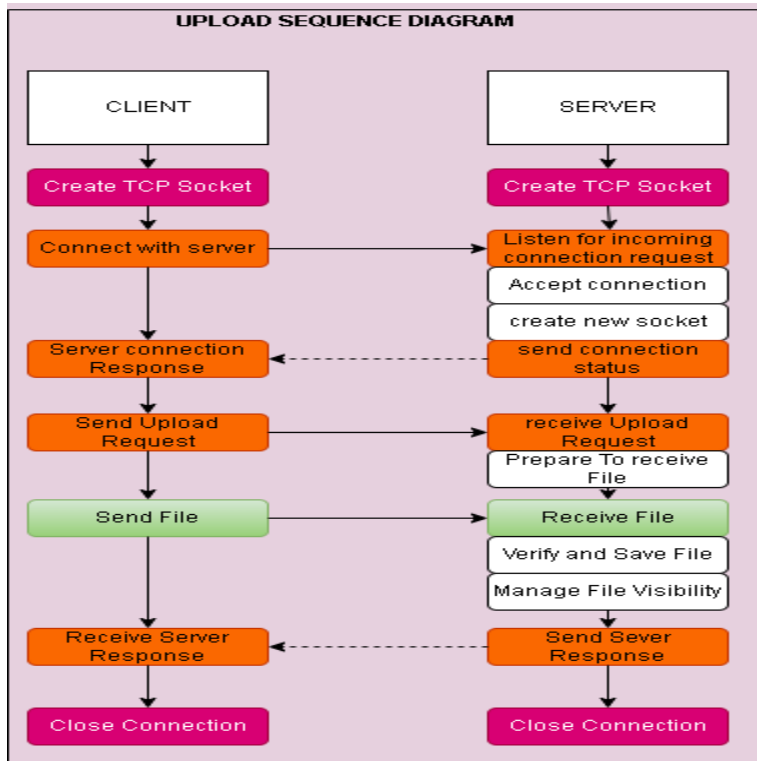 UPLOAD SEQUENCE DIAGRAM
CLIENT
SERVER
Create TCP Socket
Create TCP Socket
Connect with server
Listen for incoming
connection request
Accept connection
create new socket
Server connection
Response
send connection
status
Send Upload
Request
receive Upload
Request
Prepare To receive
File
Send File
Receive File
Verify and Save File
Manage File Visibility
Receive Server
Response
Send Sever
Response
Close Connection
Close Connection